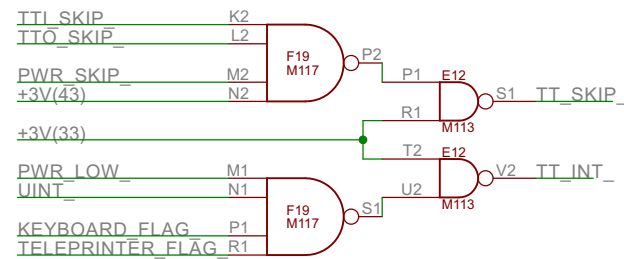 TTI_SKIP_ K2
TTO_SKIP_ L2
F19
M117
P2
PWR_SKIP_ M2
+3V(43) N2
P1
E12
S1 TT_SKIP_
R1
M113
+3V(33)
T2
E12
V2 TT_INT_
U2
M113
PWR_LOW_ M1
UINT_ N1
F19
M117
S1
KEYBOARD_FLAG_ P1
TELEPRINTER_FLAG_ R1